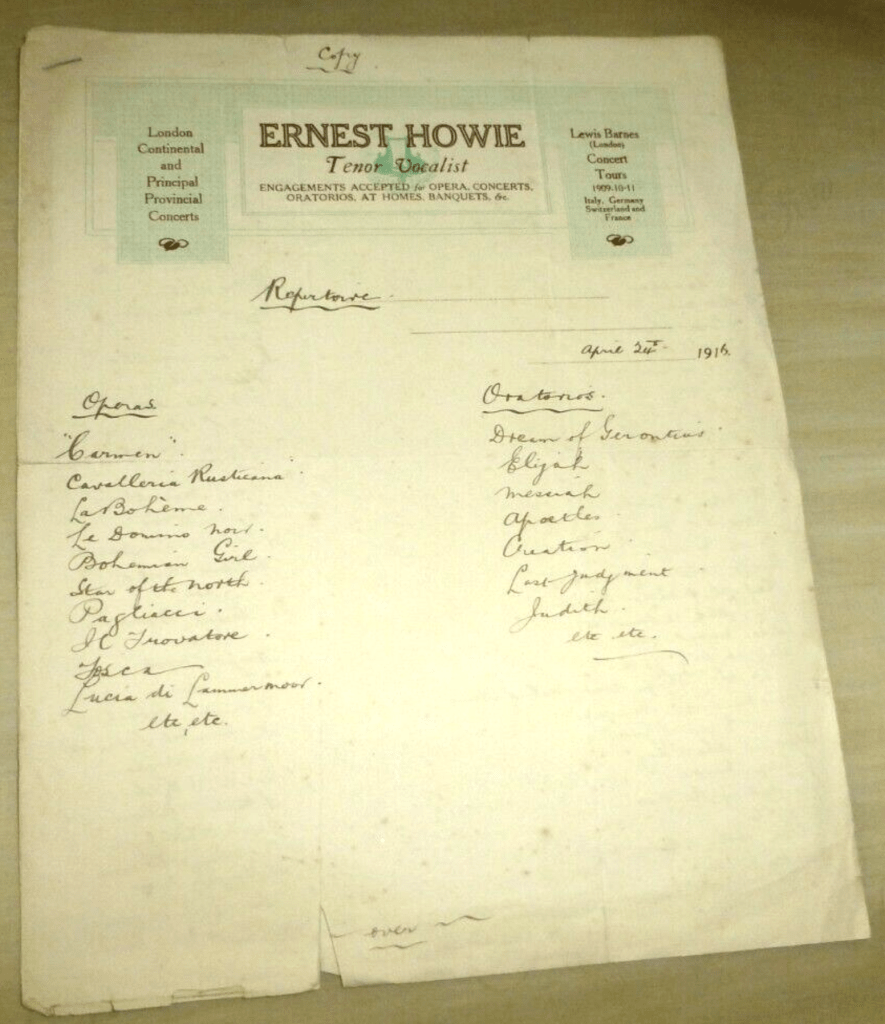 Copy
London
Continental
and
Principal
Provincial
Concerts
ERNEST HOWIE
Tenor Vocalist
ENGAGEMENTS ACCEPTED for OPERA, CONCERTS,
ORATORIOS, AT HOMES, BANQUETS, &c.
Lewis Barnes
(London)
Concert
Tours
1909-10-11
Italy, Germany
Switzerland and
France
Repertoire.
April 24th 1916.
Operas
"Carmen".
Cavalleria Rusticana
La Bohème.
Le Domino Noir.
Bohemian Girl.
Star of the North.
Pagliacci.
Il Trovatore.
Tosca
Lucia di Lammermoor.
etc, etc.
Oratorios.
Dream of Gerontius.
Elijah
Messiah
Apostles.
Creation.
Last Judgment
Judith.
etc etc.
over